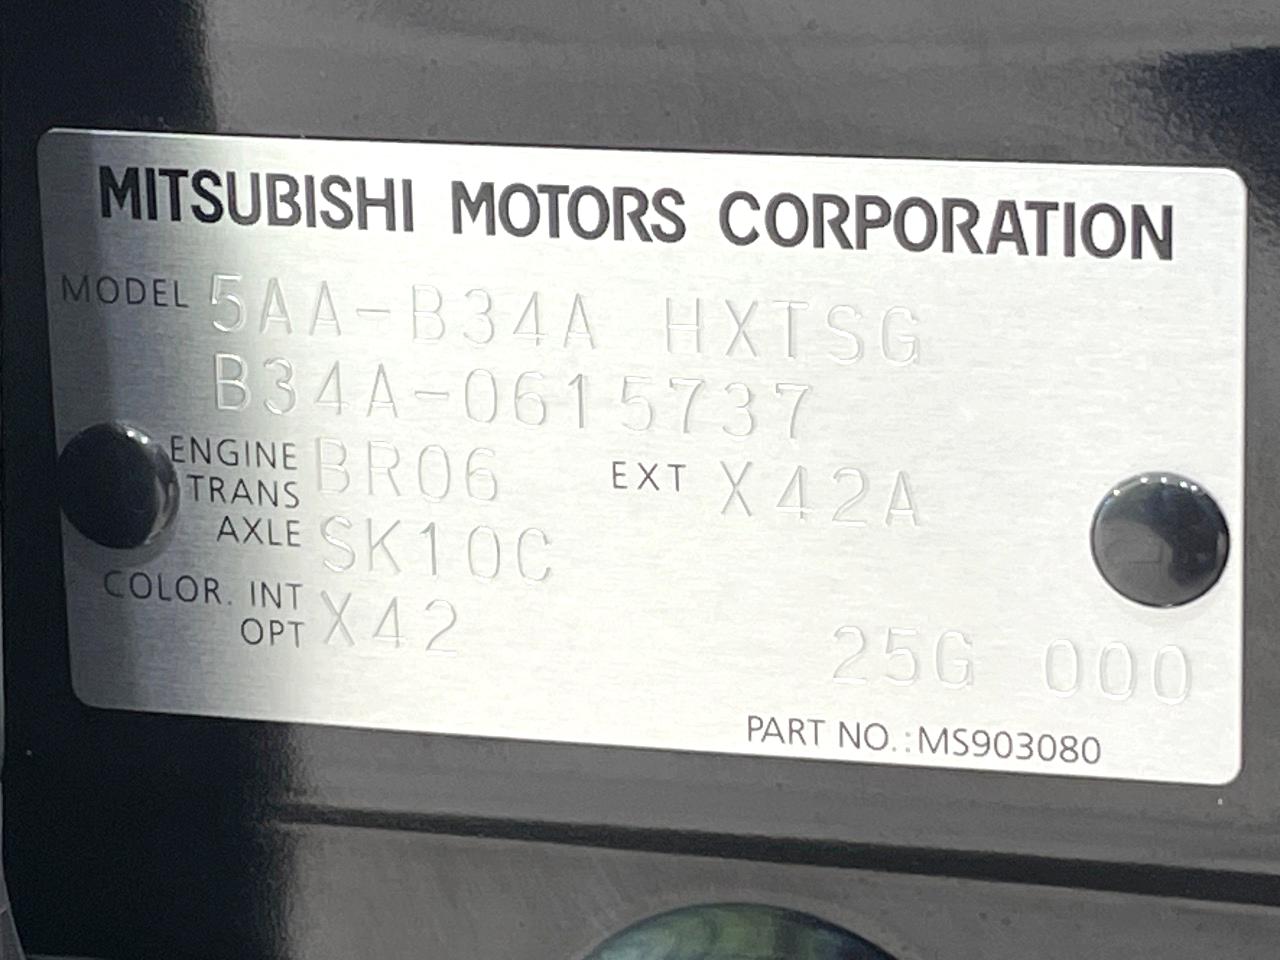 MITSUBISHI MOTORS CORPORATION
MODEL 5AA-B34A HXTSG
B34A-0615737
ENGINE BR06 EXT X42A
TRANS
AXLE SK10C
COLOR. INT X42
OPT
25G 000
PART NO.:MS903080